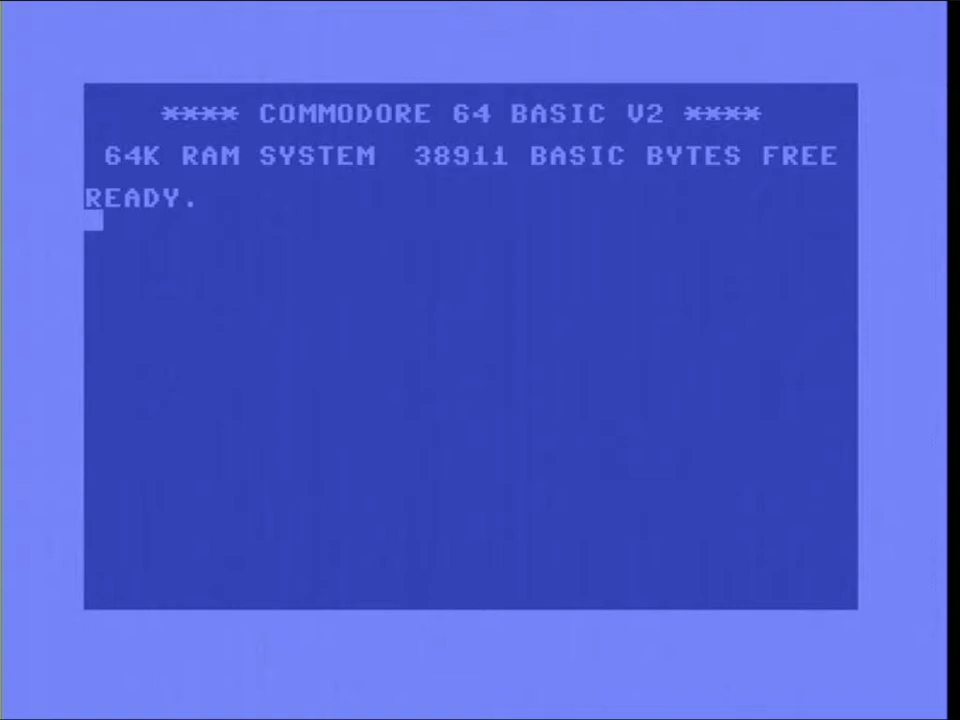 **** COMMODORE 64 BASIC V2 ****
64K RAM SYSTEM  38911 BASIC BYTES FREE
READY.